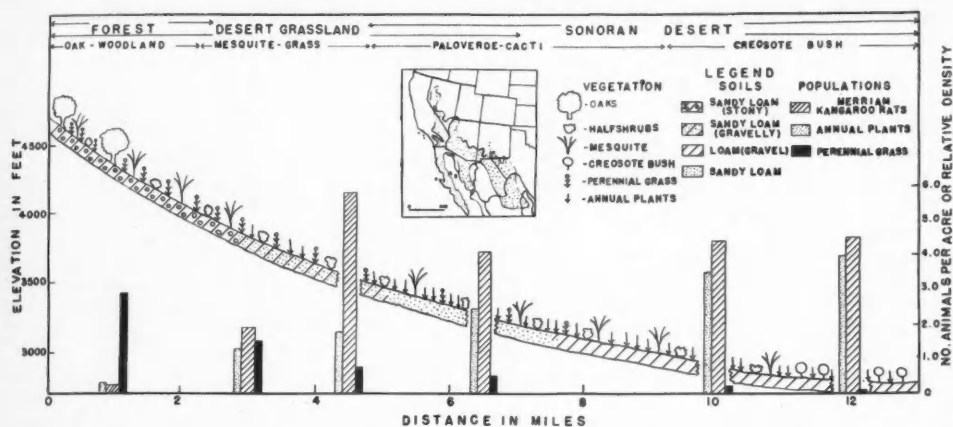 FOREST DESERT GRASSLAND SONORAN DESERT
OAK-WOODLAND MESQUITE-GRASS PALOVERDE-CACTI CREOSOTE BUSH
VEGETATION
-OAKS
-HALFSHRUBS
-MESQUITE
-CREOSOTE BUSH
-PERENNIAL GRASS
-ANNUAL PLANTS
LEGEND
SOILS
SANDY LOAM
(STONY)
SANDY LOAM
(GRAVELLY)
LOAM(GRAVEL)
SANDY LOAM
POPULATIONS
MERRIAM
KANGAROO RATS
ANNUAL PLANTS
PERENNIAL GRASS
ELEVATION IN FEET
4500
4000
3500
3000
NO. ANIMALS PER ACRE OR RELATIVE DENSITY
6.0
5.0
4.0
3.0
2.0
1.0
0
0 2 4 6 8 10 12
DISTANCE IN MILES